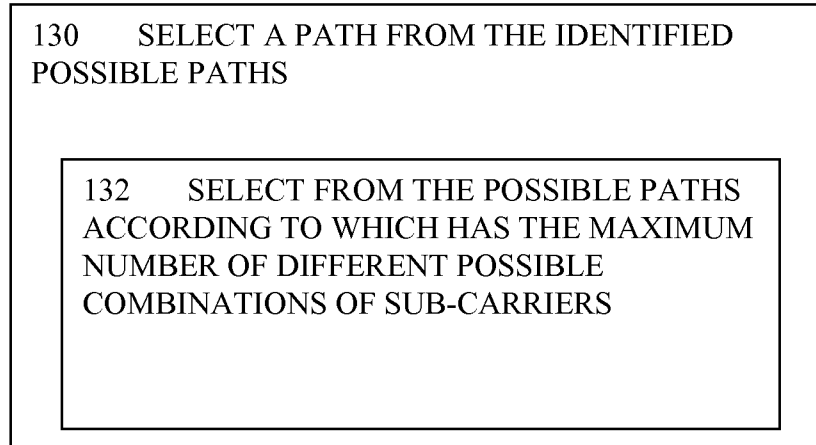 130 SELECT A PATH FROM THE IDENTIFIED
POSSIBLE PATHS
132 SELECT FROM THE POSSIBLE PATHS
ACCORDING TO WHICH HAS THE MAXIMUM
NUMBER OF DIFFERENT POSSIBLE
COMBINATIONS OF SUB-CARRIERS